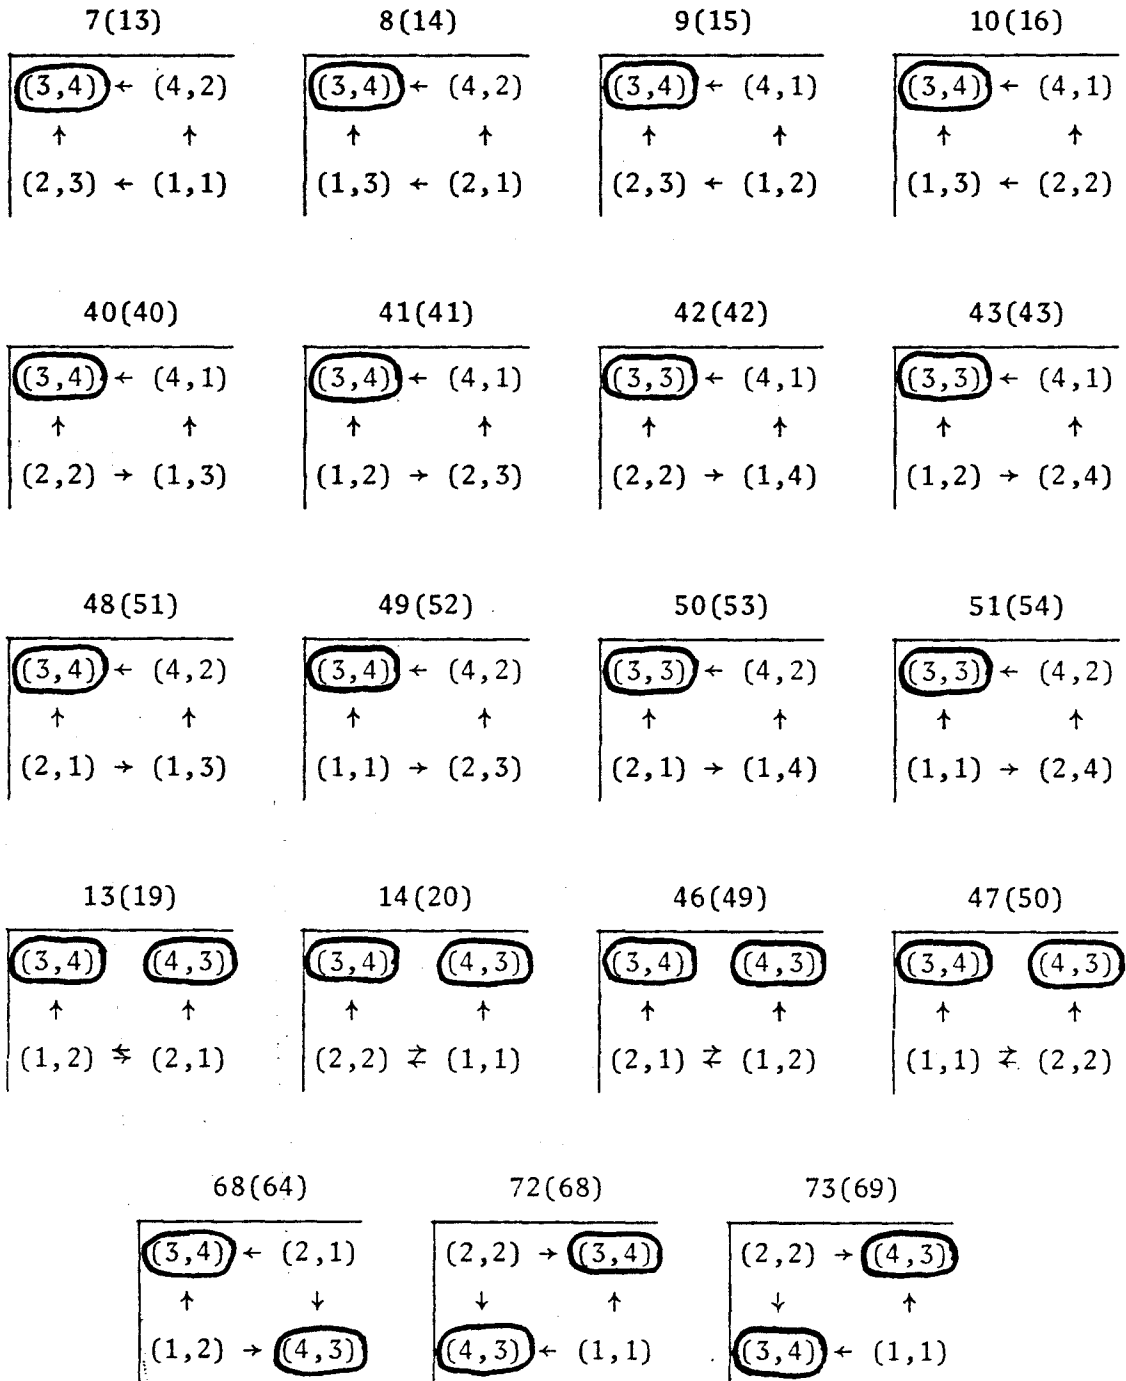 7(13) 8(14) 9(15) 10(16)
(3,4) ← (4,2) (3,4) ← (4,2) (3,4) ← (4,1) (3,4) ← (4,1)
↑ ↑ ↑ ↑ ↑ ↑ ↑ ↑
(2,3) ← (1,1) (1,3) ← (2,1) (2,3) ← (1,2) (1,3) ← (2,2)
40(40) 41(41) 42(42) 43(43)
(3,4) ← (4,1) (3,4) ← (4,1) (3,3) ← (4,1) (3,3) ← (4,1)
↑ ↑ ↑ ↑ ↑ ↑ ↑ ↑
(2,2) → (1,3) (1,2) → (2,3) (2,2) → (1,4) (1,2) → (2,4)
48(51) 49(52) 50(53) 51(54)
(3,4) ← (4,2) (3,4) ← (4,2) (3,3) ← (4,2) (3,3) ← (4,2)
↑ ↑ ↑ ↑ ↑ ↑ ↑ ↑
(2,1) → (1,3) (1,1) → (2,3) (2,1) → (1,4) (1,1) → (2,4)
13(19) 14(20) 46(49) 47(50)
(3,4) (4,3) (3,4) (4,3) (3,4) (4,3) (3,4) (4,3)
↑ ↑ ↑ ↑ ↑ ↑ ↑ ↑
(1,2) ⇆ (2,1) (2,2) ⇄ (1,1) (2,1) ⇄ (1,2) (1,1) ⇄ (2,2)
68(64) 72(68) 73(69)
(3,4) ← (2,1) (2,2) → (3,4) (2,2) → (4,3)
↑ ↓ ↓ ↑ ↓ ↑
(1,2) → (4,3) (4,3) ← (1,1) (3,4) ← (1,1)